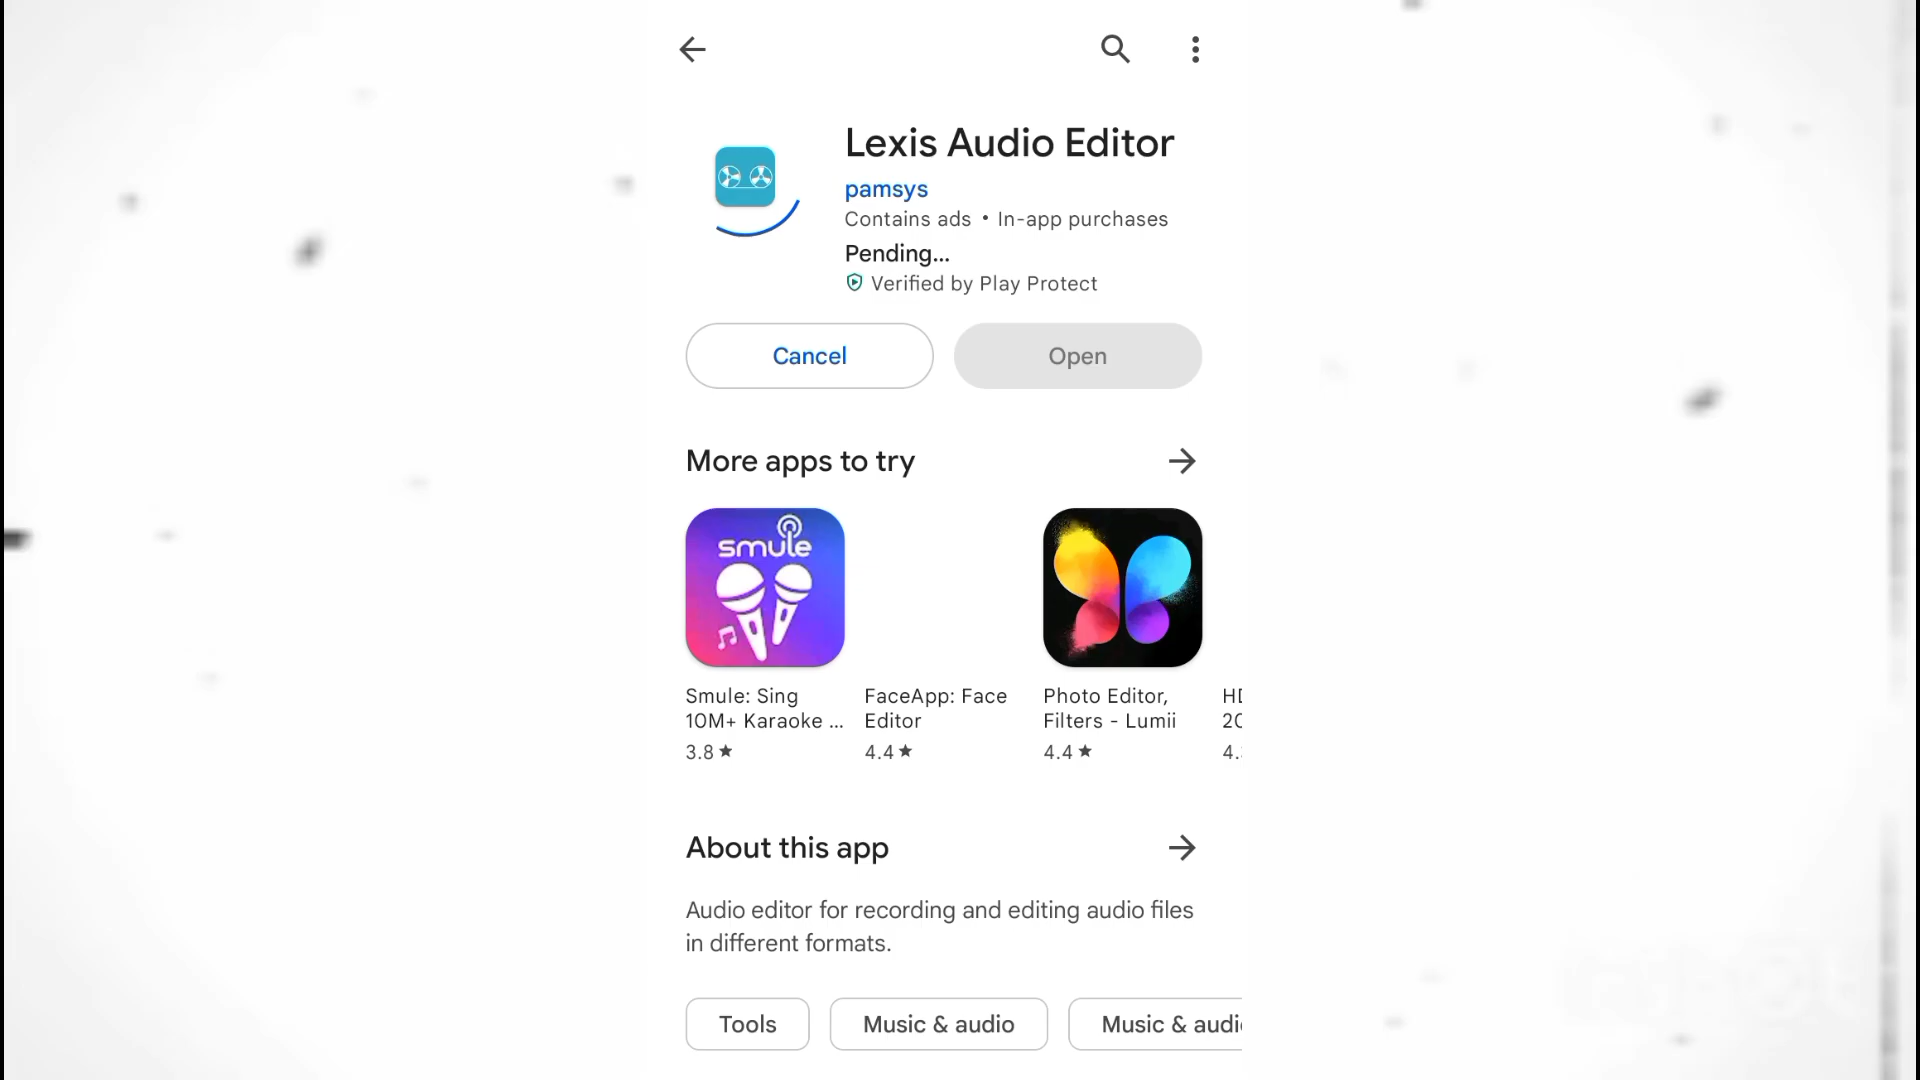 Lexis Audio Editor
pamsys
Contains ads • In-app purchases
Pending...
Verified by Play Protect
Cancel
Open
More apps to try
smule
Smule: Sing
10M+ Karaoke ...
3.8 ★
FaceApp: Face
Editor
4.4 ★
Photo Editor,
Filters - Lumii
4.4 ★
About this app
Audio editor for recording and editing audio files
in different formats.
Tools
Music & audio
Music & audi